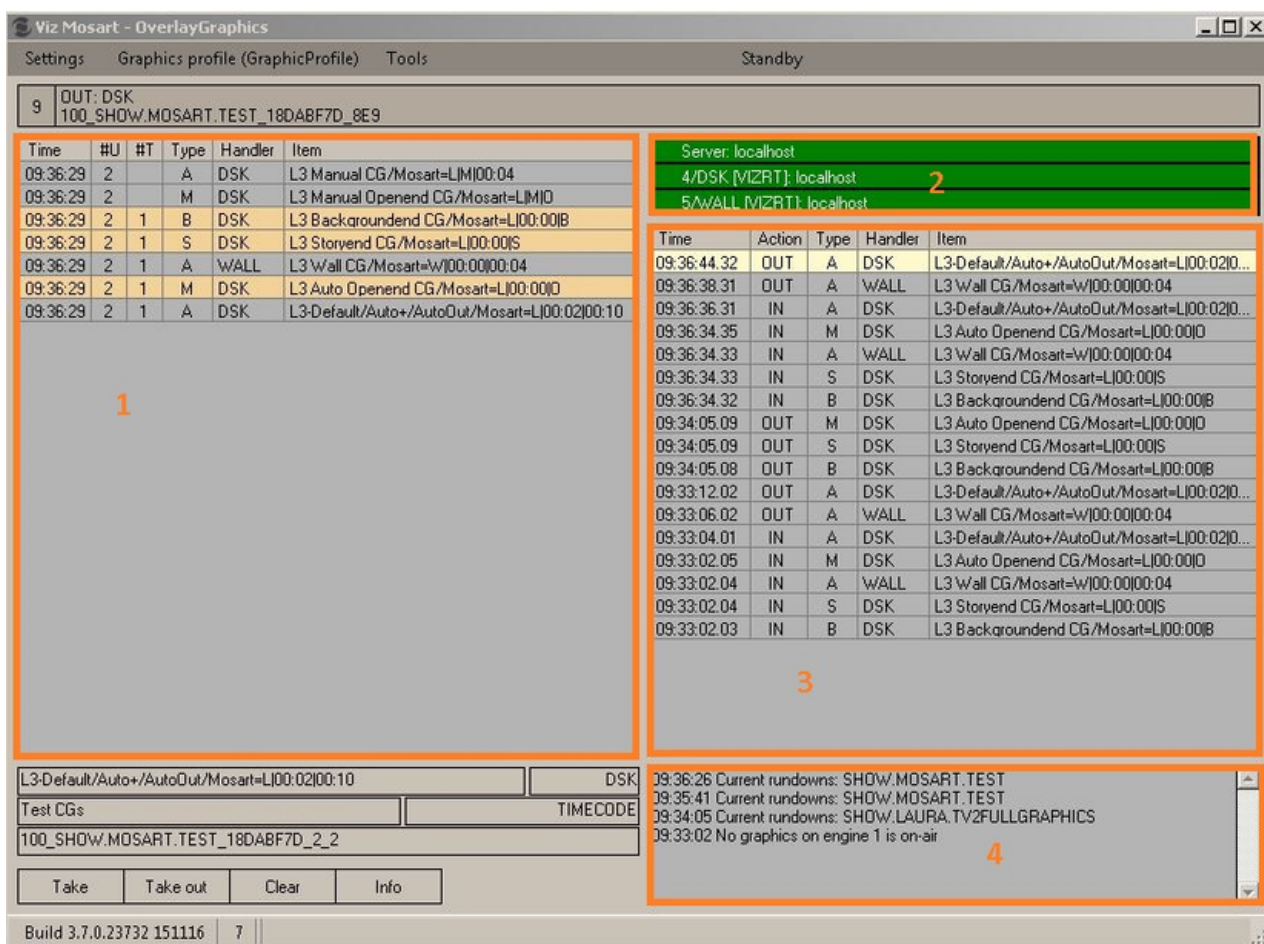 Viz Mosart - OverlayGraphics
Settings Graphics profile (GraphicProfile) Tools Standby
9 OUT: DSK
100_SHOW.MOSART.TEST_18DABF7D_8E9
Time #U #T Type Handler Item
09:36:29 2 A DSK L3 Manual CG/Mosart=L|M|00:04
09:36:29 2 M DSK L3 Manual Openend CG/Mosart=L|M|O
09:36:29 2 1 B DSK L3 Backgroundend CG/Mosart=L|00:00|B
09:36:29 2 1 S DSK L3 Storyend CG/Mosart=L|00:00|S
09:36:29 2 1 A WALL L3 Wall CG/Mosart=W|00:00|00:04
09:36:29 2 1 M DSK L3 Auto Openend CG/Mosart=L|00:00|O
09:36:29 2 1 A DSK L3-Default/Auto+/AutoOut/Mosart=L|00:02|00:10
1
Server: localhost
4/DSK [VIZRT]: localhost
2
5/WALL [VIZRT]: localhost
Time Action Type Handler Item
09:36:44.32 OUT A DSK L3-Default/Auto+/AutoOut/Mosart=L|00:02|0...
09:36:38.31 OUT A WALL L3 Wall CG/Mosart=W|00:00|00:04
09:36:36.31 IN A DSK L3-Default/Auto+/AutoOut/Mosart=L|00:02|0...
09:36:34.35 IN M DSK L3 Auto Openend CG/Mosart=L|00:00|O
09:36:34.33 IN A WALL L3 Wall CG/Mosart=W|00:00|00:04
09:36:34.33 IN S DSK L3 Storyend CG/Mosart=L|00:00|S
09:36:34.32 IN B DSK L3 Backgroundend CG/Mosart=L|00:00|B
09:34:05.09 OUT M DSK L3 Auto Openend CG/Mosart=L|00:00|O
09:34:05.09 OUT S DSK L3 Storyend CG/Mosart=L|00:00|S
09:34:05.08 OUT B DSK L3 Backgroundend CG/Mosart=L|00:00|B
09:33:12.02 OUT A DSK L3-Default/Auto+/AutoOut/Mosart=L|00:02|0...
09:33:06.02 OUT A WALL L3 Wall CG/Mosart=W|00:00|00:04
09:33:04.01 IN A DSK L3-Default/Auto+/AutoOut/Mosart=L|00:02|0...
09:33:02.05 IN M DSK L3 Auto Openend CG/Mosart=L|00:00|O
09:33:02.04 IN A WALL L3 Wall CG/Mosart=W|00:00|00:04
09:33:02.04 IN S DSK L3 Storyend CG/Mosart=L|00:00|S
09:33:02.03 IN B DSK L3 Backgroundend CG/Mosart=L|00:00|B
3
L3-Default/Auto+/AutoOut/Mosart=L|00:02|00:10 DSK
Test CGs TIMECODE
100_SHOW.MOSART.TEST_18DABF7D_2_2
Take Take out Clear Info
09:36:26 Current rundowns: SHOW.MOSART.TEST
09:35:41 Current rundowns: SHOW.MOSART.TEST
09:34:05 Current rundowns: SHOW.LAURA.TV2FULLGRAPHICS
09:33:02 No graphics on engine 1 is on-air
4
Build 3.7.0.23732 151116 7